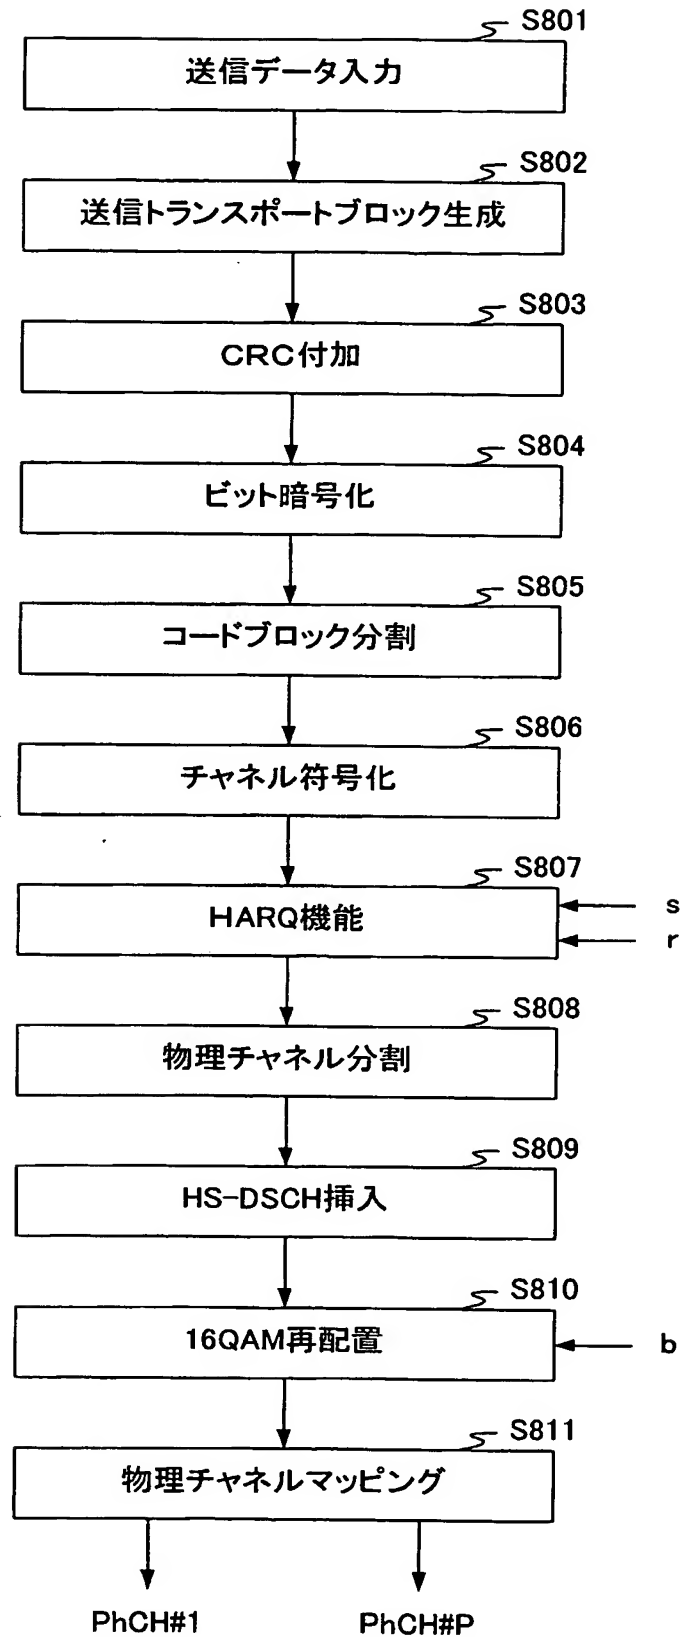 S801
送信データ入力
S802
送信トランスポートブロック生成
S803
CRC付加
S804
ビット暗号化
S805
コードブロック分割
S806
チャネル符号化
S807
HARQ機能
s
r
S808
物理チャネル分割
S809
HS-DSCH挿入
S810
16QAM再配置
b
S811
物理チャネルマッピング
PhCH#1
PhCH#P